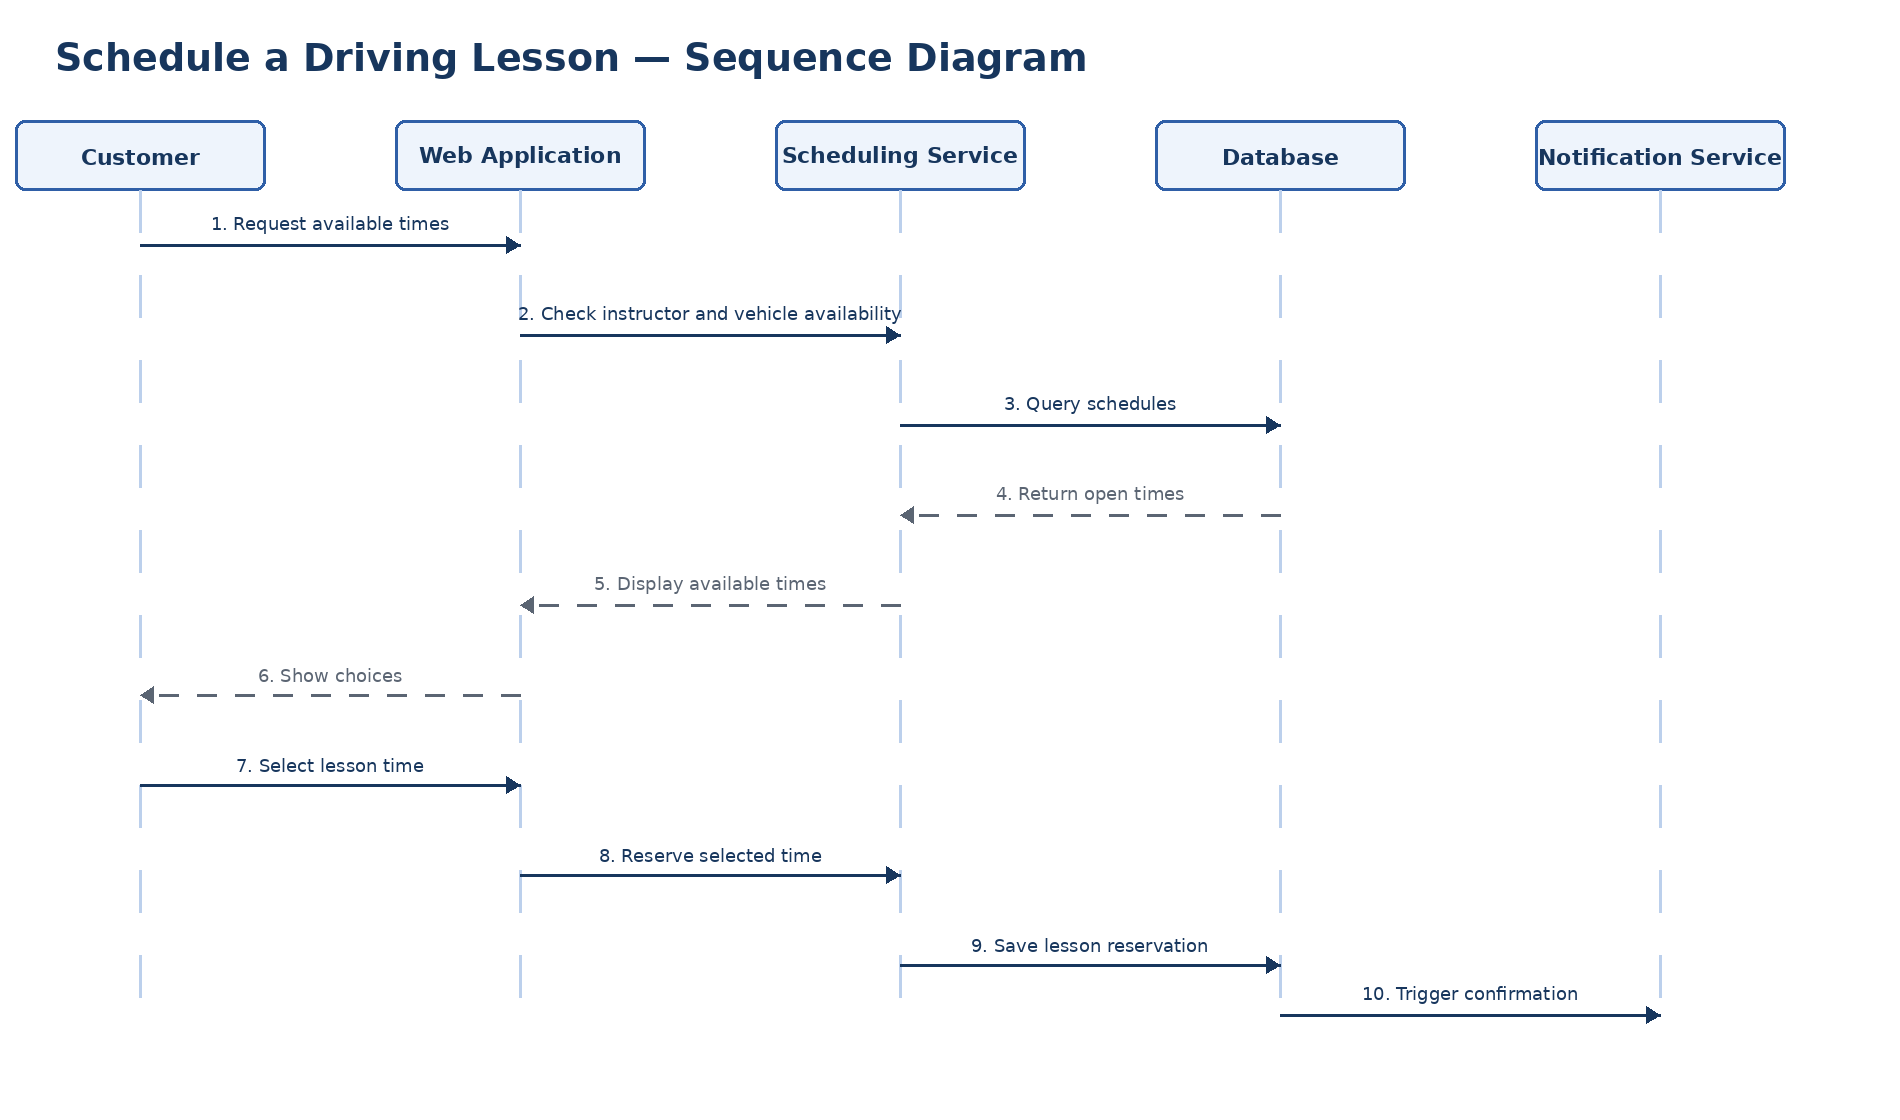 Schedule a Driving Lesson — Sequence Diagram
Customer
Web Application
Scheduling Service
Database
Notification Service
1. Request available times
2. Check instructor and vehicle availability
3. Query schedules
4. Return open times
5. Display available times
6. Show choices
7. Select lesson time
8. Reserve selected time
9. Save lesson reservation
10. Trigger confirmation